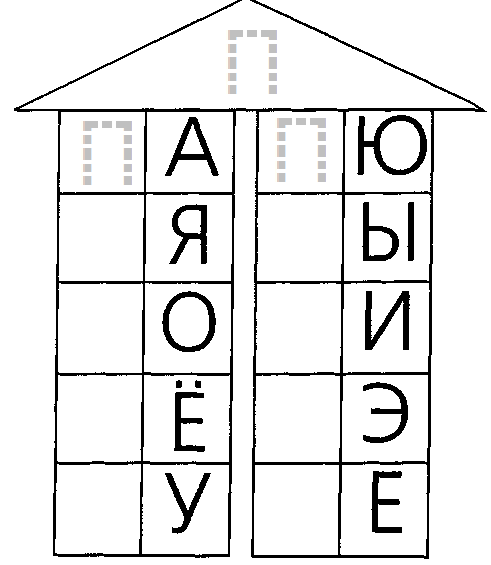 П
П А П Ю
Я Ы
О И
Ё Э
У Е